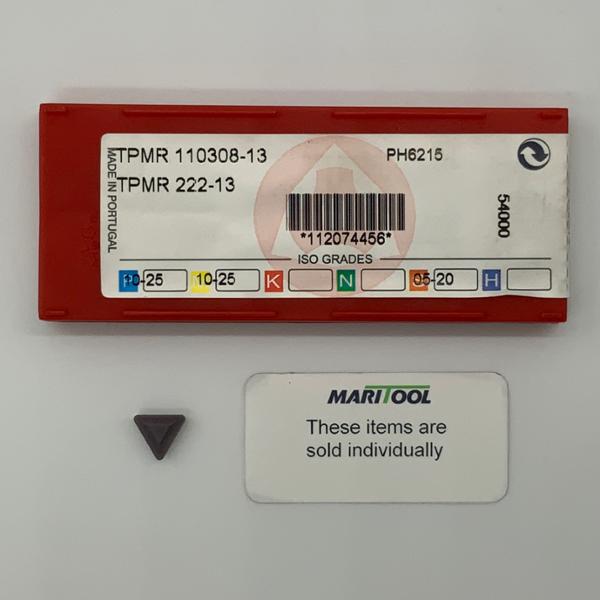 TPMR 110308-13 PH6215
TPMR 222-13
MADE IN PORTUGAL
54000
*112074456*
ISO GRADES
P 10-25 M 10-25 K N S 05-20 H
MARITOOL
These items are
sold individually